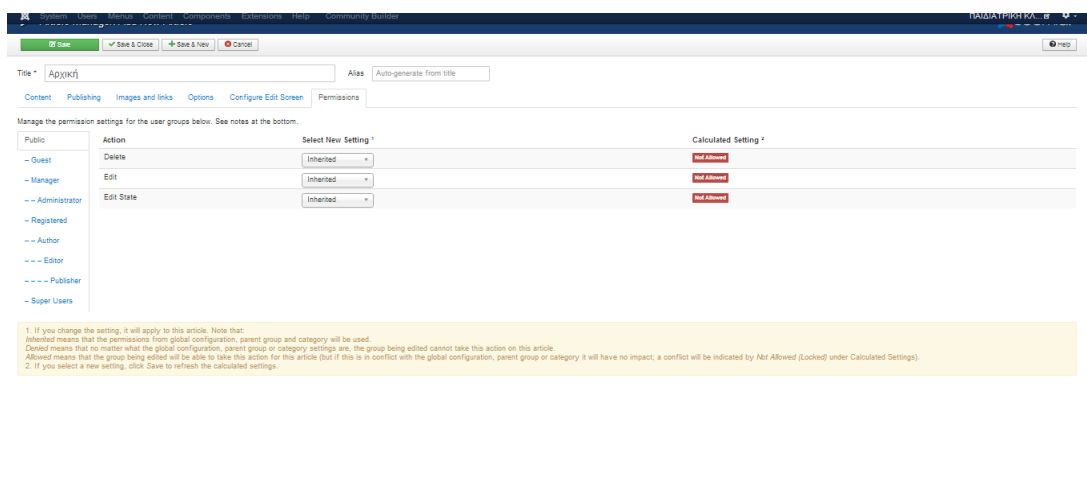 System Users Menus Content Components Extensions Help Community Builder ΠΑΙΔΙΑΤΡΙΚΗ ΚΛ...
Article Manager: Add New Article
Save Save & Close Save & New Cancel Help
Title * Αρχική Alias Auto-generate from title
Content Publishing Images and links Options Configure Edit Screen Permissions
Manage the permission settings for the user groups below. See notes at the bottom.
Public Action Select New Setting 1 Calculated Setting 2
– Guest Delete Inherited Not Allowed
– Manager Edit Inherited Not Allowed
– – Administrator Edit State Inherited Not Allowed
– Registered
– – Author
– – – Editor
– – – – Publisher
– Super Users
1. If you change the setting, it will apply to this article. Note that:
Inherited means that the permissions from global configuration, parent group and category will be used.
Denied means that no matter what the global configuration, parent group or category settings are, the group being edited cannot take this action on this article.
Allowed means that the group being edited will be able to take this action for this article (but if this is in conflict with the global configuration, parent group or category it will have no impact; a conflict will be indicated by Not Allowed (Locked) under Calculated Settings).
2. If you select a new setting, click Save to refresh the calculated settings.